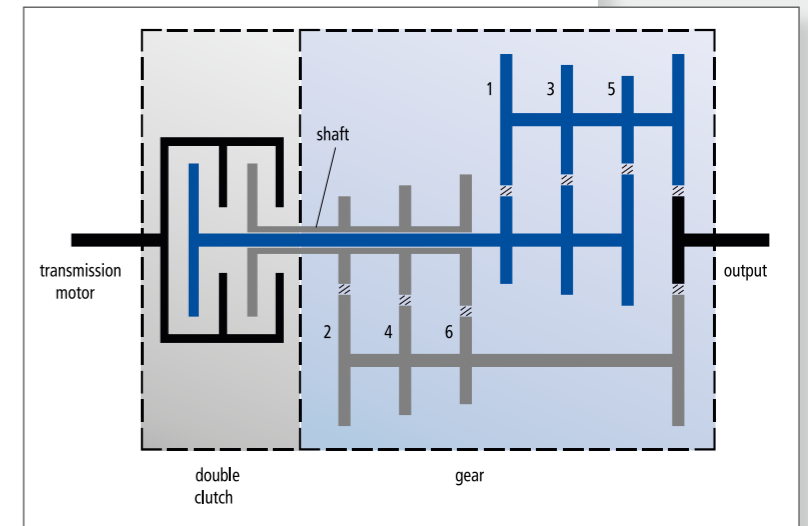 1
3
5
shaft
transmission
motor
output
2
4
6
double
clutch
gear